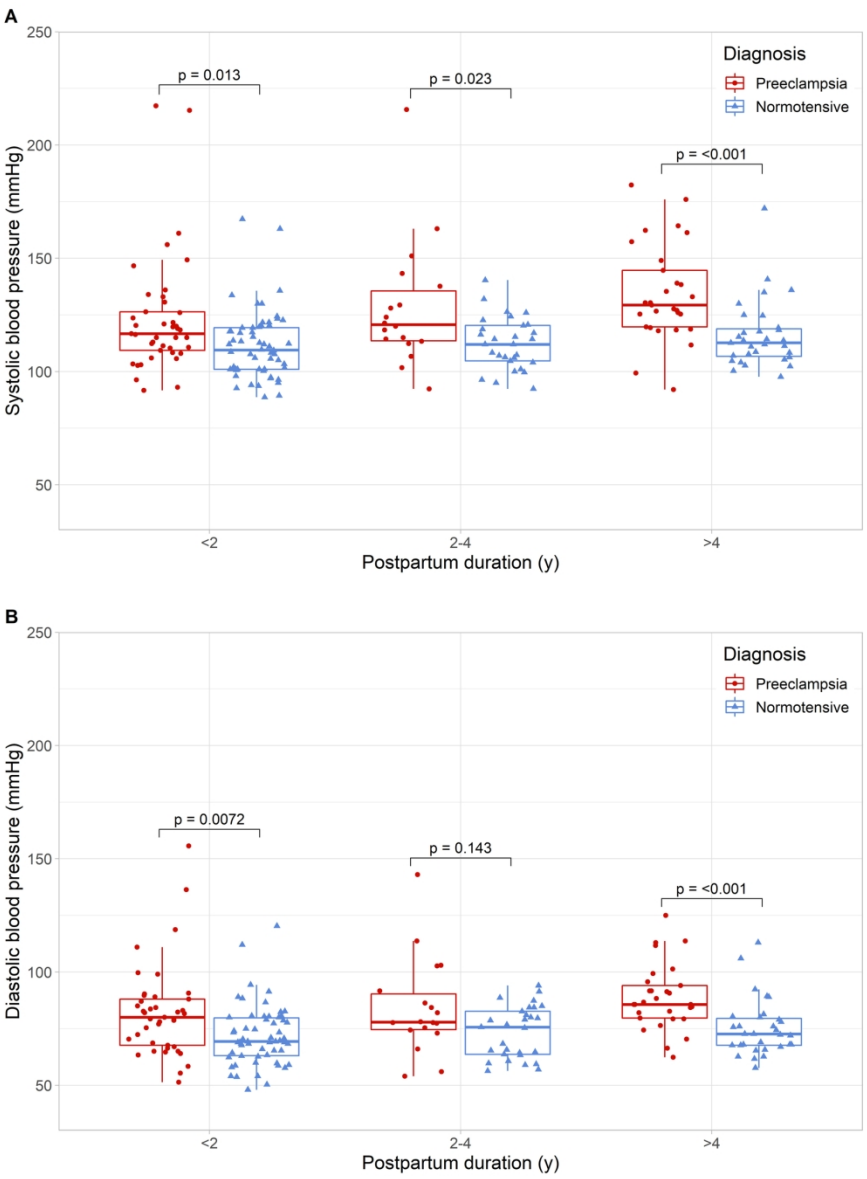 A
250
200
150
100
50
Systolic blood pressure (mmHg)
p = 0.013
p = 0.023
p = <0.001
Diagnosis
Preeclampsia
Normotensive
<2
2-4
>4
Postpartum duration (y)
B
250
200
150
100
50
Diastolic blood pressure (mmHg)
p = 0.0072
p = 0.143
p = <0.001
Diagnosis
Preeclampsia
Normotensive
<2
2-4
>4
Postpartum duration (y)